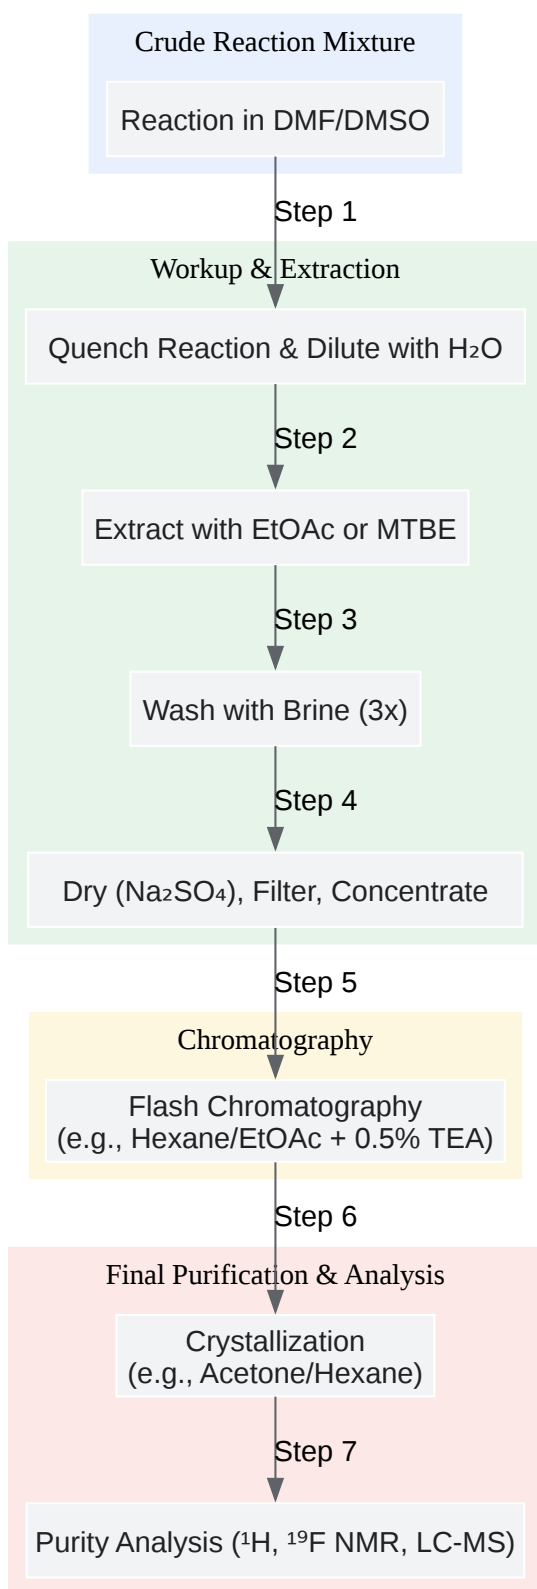 Crude Reaction Mixture
Reaction in DMF/DMSO
Step 1
Workup & Extraction
Quench Reaction & Dilute with H₂O
Step 2
Extract with EtOAc or MTBE
Step 3
Wash with Brine (3x)
Step 4
Dry (Na₂SO₄), Filter, Concentrate
Step 5
Chromatography
Flash Chromatography
(e.g., Hexane/EtOAc + 0.5% TEA)
Step 6
Final Purification & Analysis
Crystallization
(e.g., Acetone/Hexane)
Step 7
Purity Analysis (¹H, ¹⁹F NMR, LC-MS)